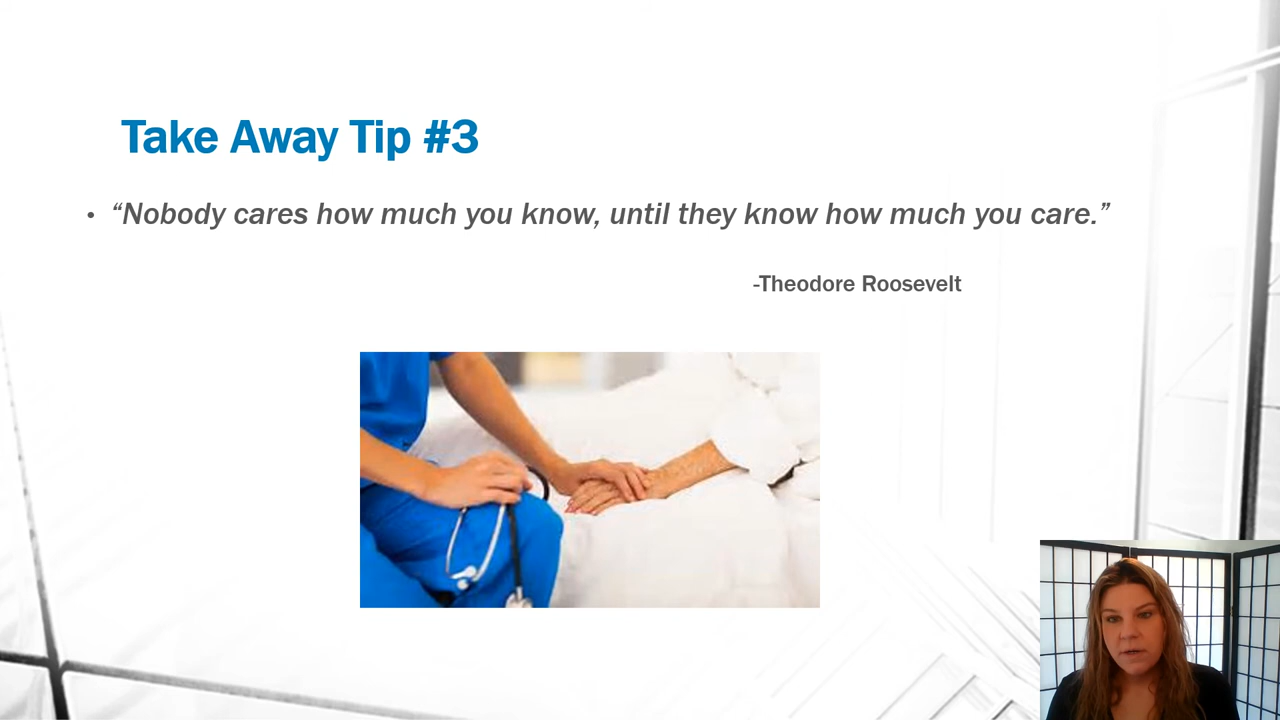 Take Away Tip #3
• “Nobody cares how much you know, until they know how much you care.”
-Theodore Roosevelt